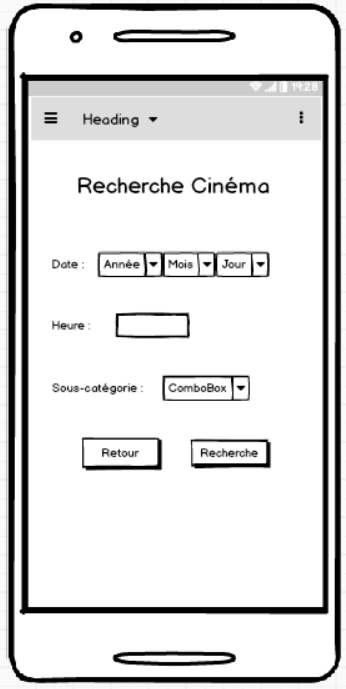 19:28
Heading
Recherche Cinéma
Date : Année Mois Jour
Heure :
Sous-catégorie : ComboBox
Retour Recherche